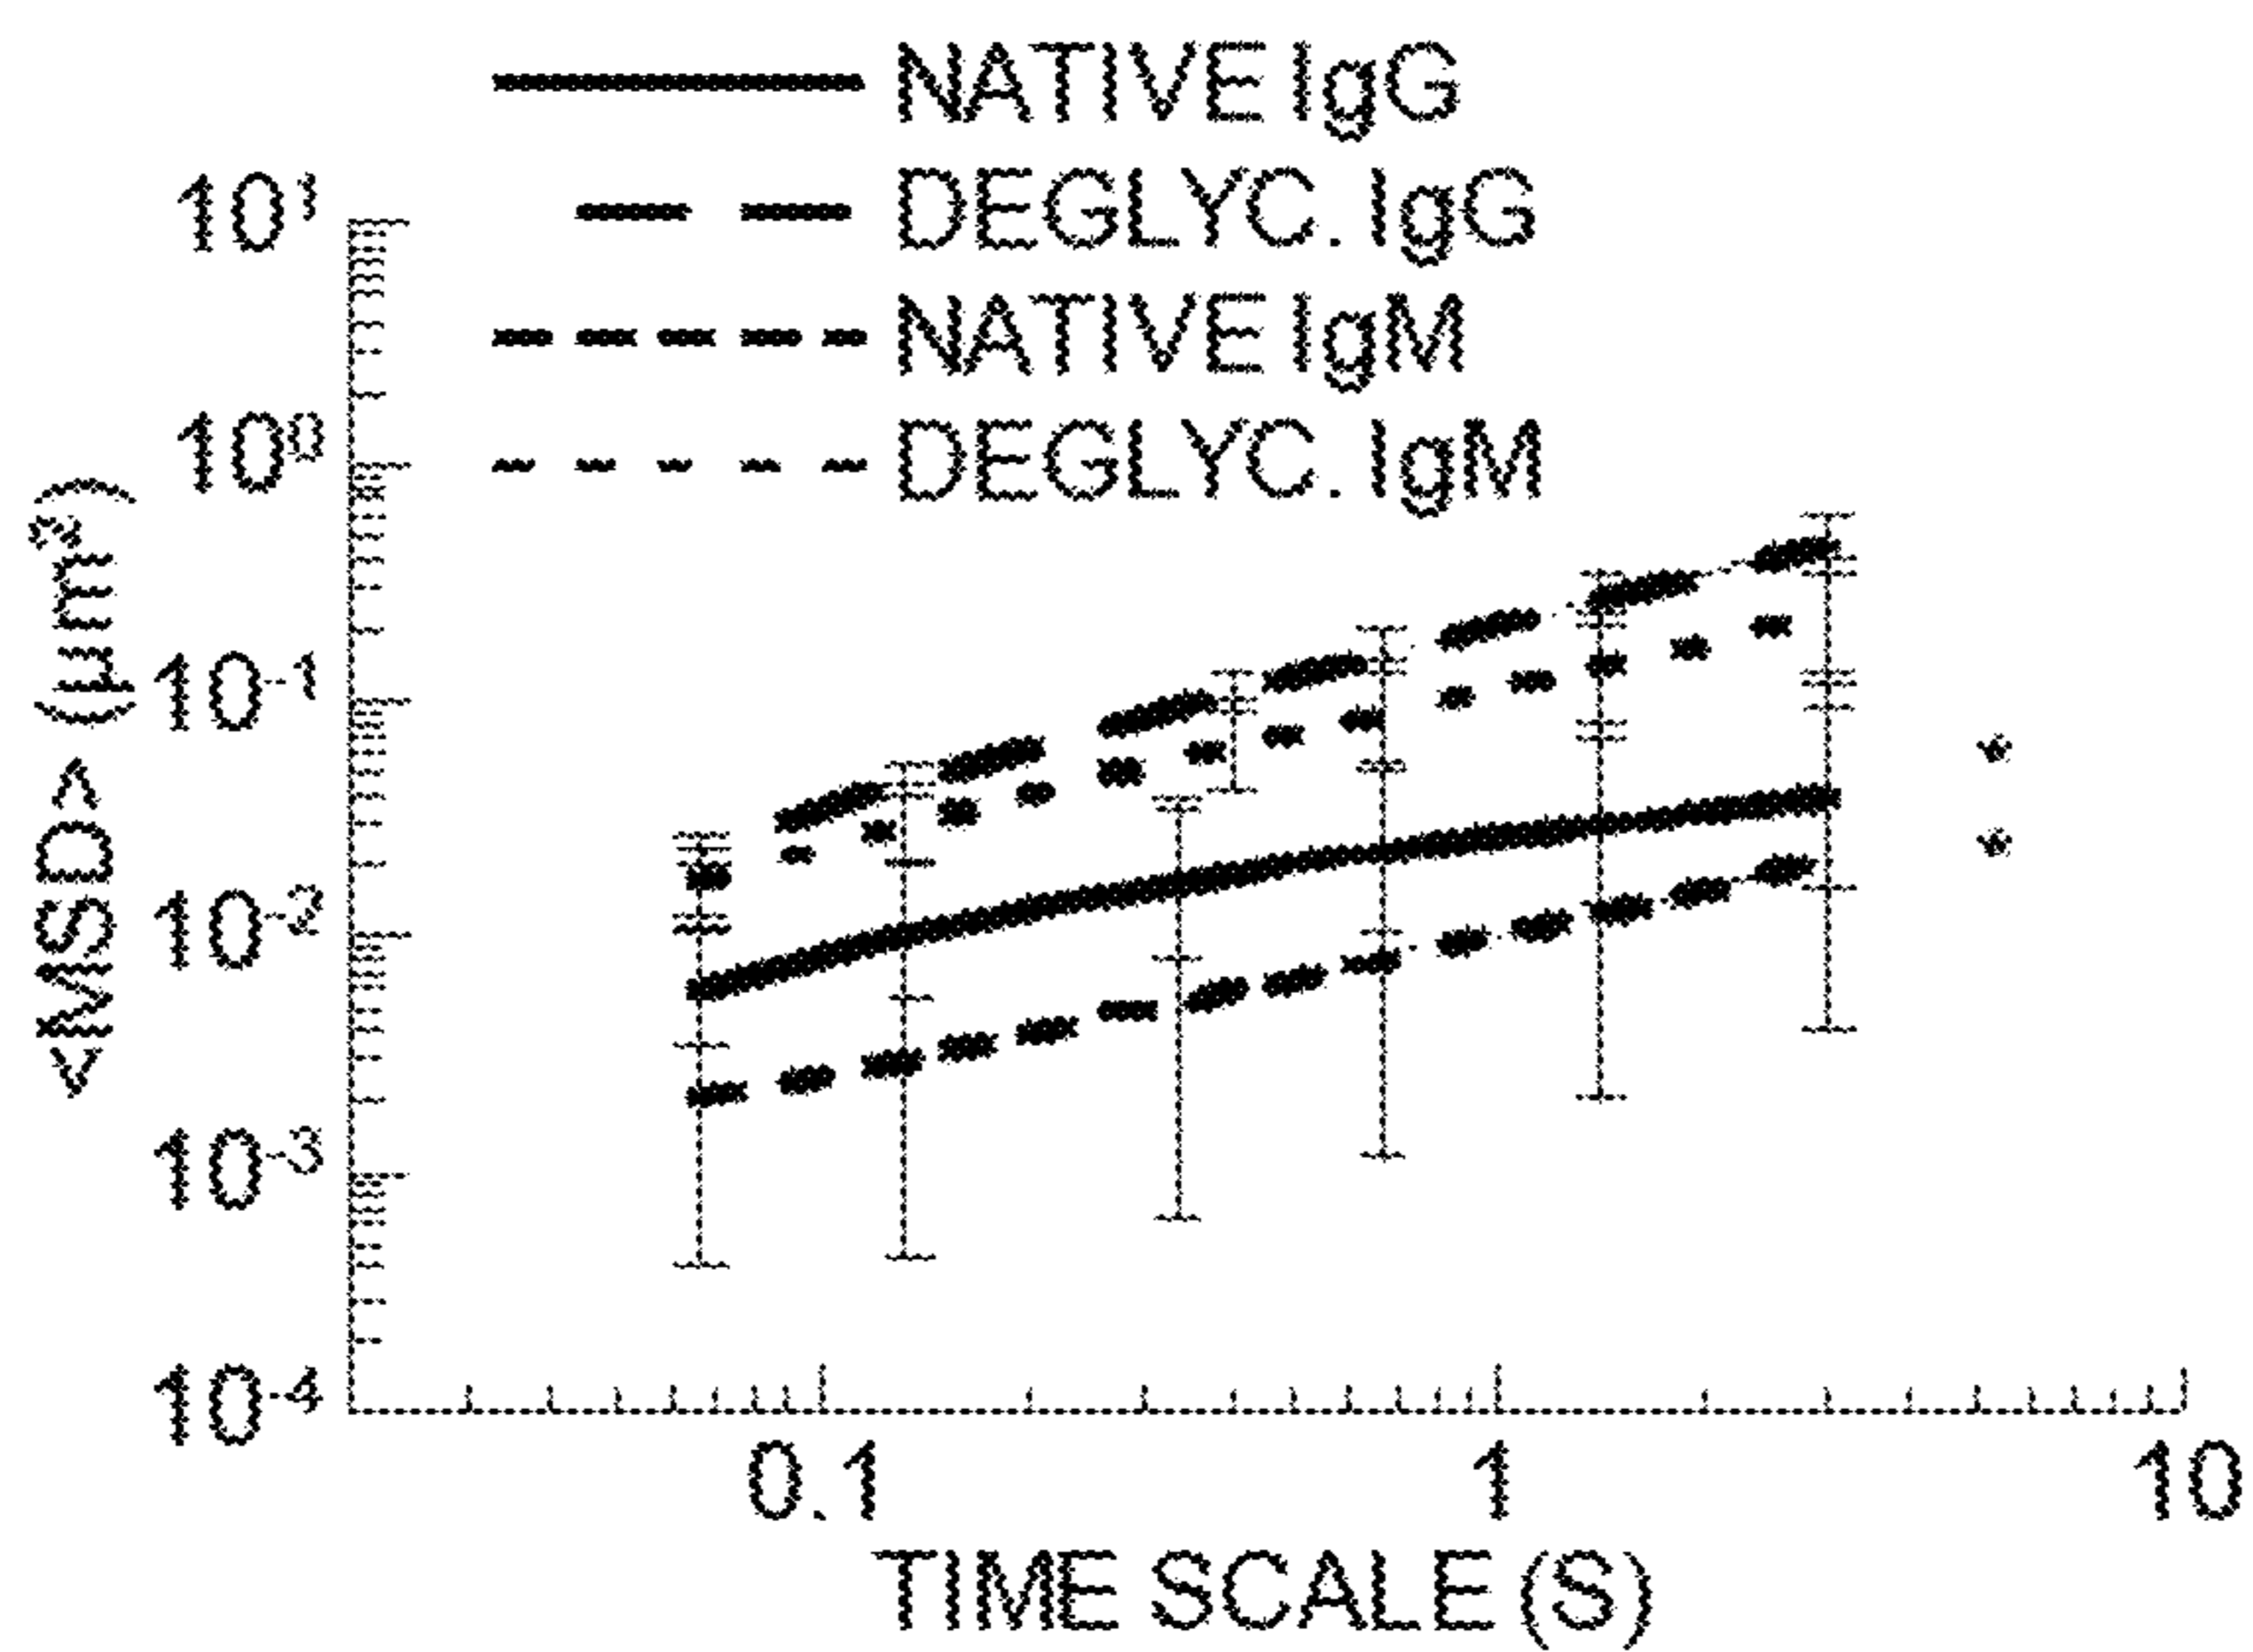 NATIVE IgG
DEGLYC. IgG
NATIVE IgM
DEGLYC. IgM
10¹
10⁰
10⁻¹
10⁻²
10⁻³
10⁻⁴
<MSD> (µm²)
0.1 1 10
TIME SCALE (S)
* 
*